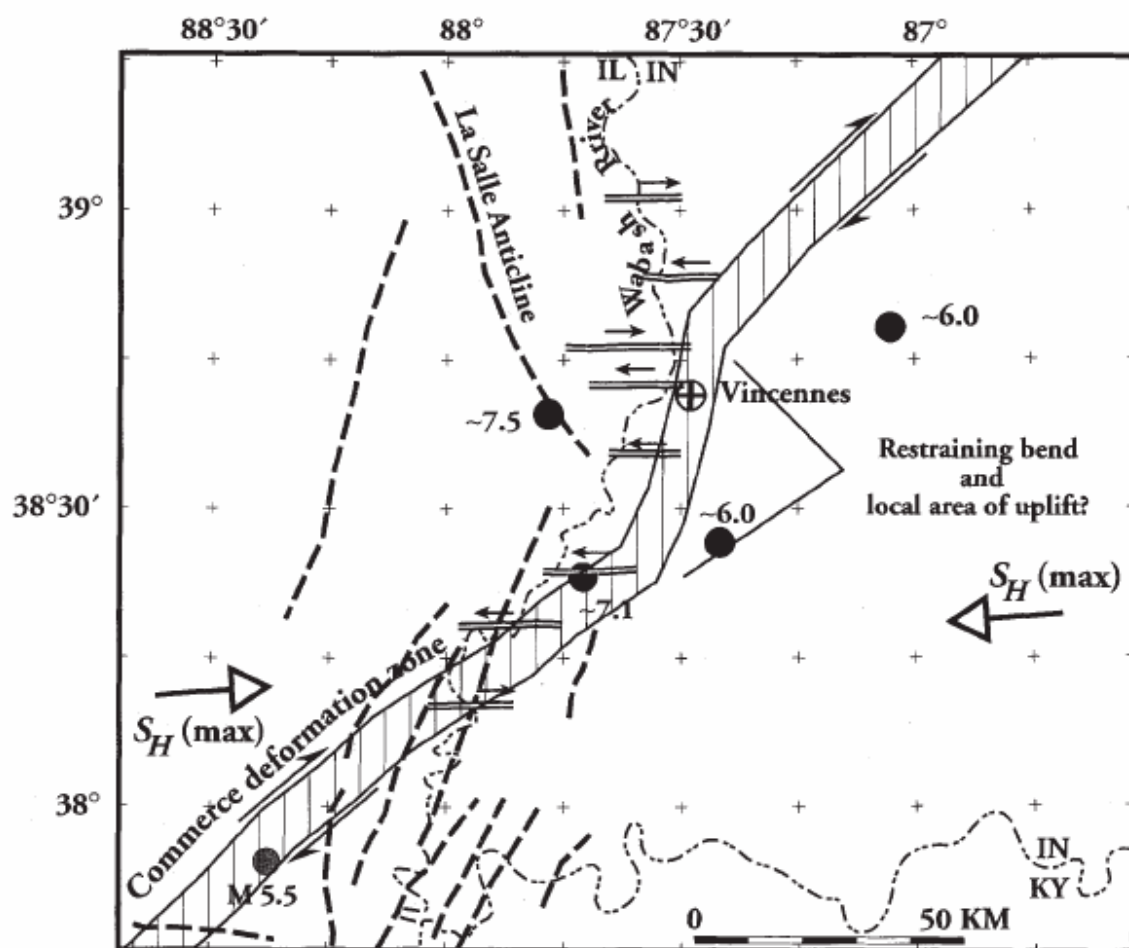 88°30′ 88° 87°30′ 87°
IL IN
River
Wabash
La Salle Anticline
39°
~6.0
Vincennes
~7.5
Restraining bend
and
local area of uplift?
38°30′
~6.0
S_H (max)
~7.1
S_H (max)
Commerce deformation zone
38°
M 5.5
IN
KY
0 50 KM